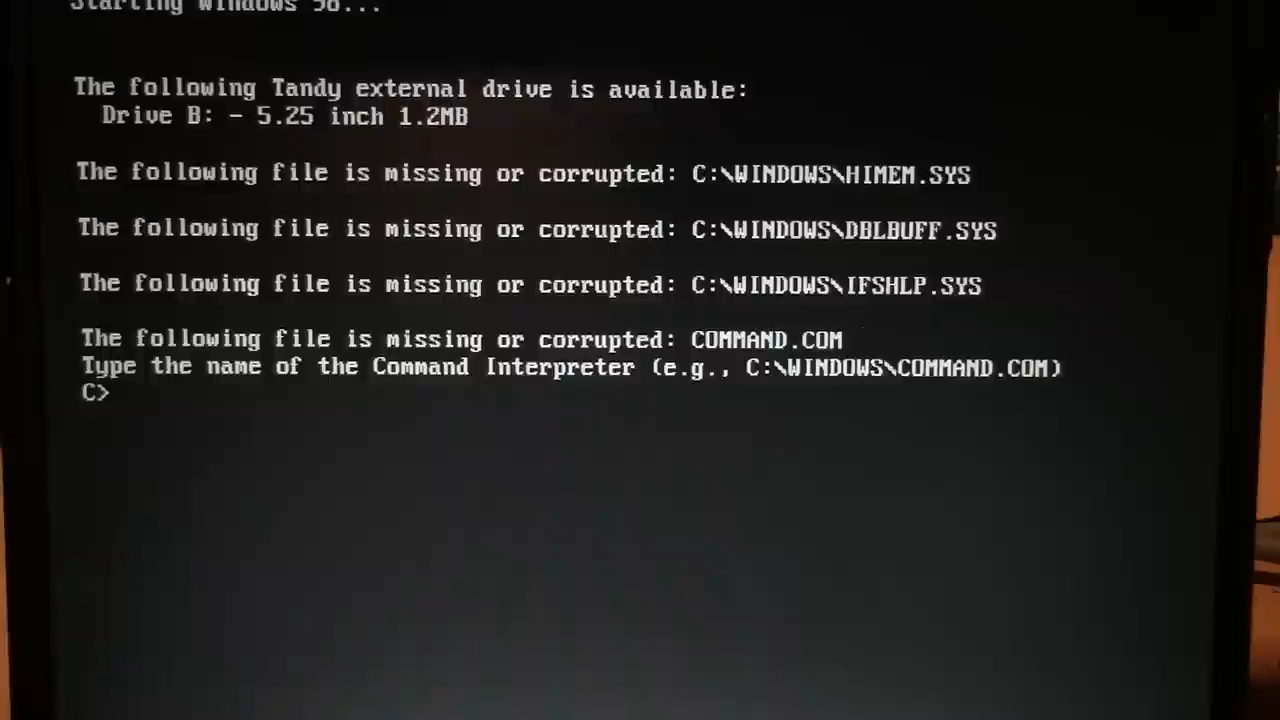 Starting Windows 98...
The following Tandy external drive is available:
Drive B: - 5.25 inch 1.2MB
The following file is missing or corrupted: C:\WINDOWS\HIMEM.SYS
The following file is missing or corrupted: C:\WINDOWS\DBLBUFF.SYS
The following file is missing or corrupted: C:\WINDOWS\IFSHLP.SYS
The following file is missing or corrupted: COMMAND.COM
Type the name of the Command Interpreter (e.g., C:\WINDOWS\COMMAND.COM)
C>